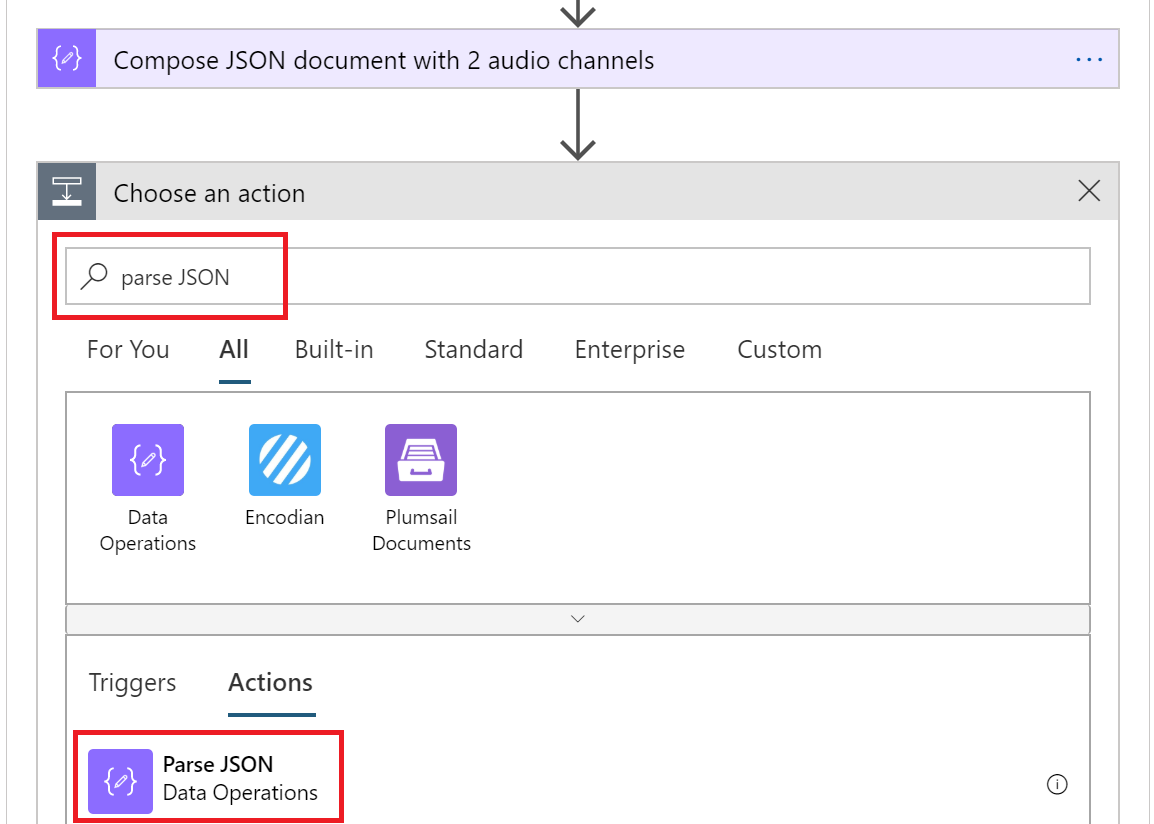 Compose JSON document with 2 audio channels
Choose an action
parse JSON
For You All Built-in Standard Enterprise Custom
Data Operations
Encodian
Plumsail Documents
Triggers Actions
Parse JSON
Data Operations